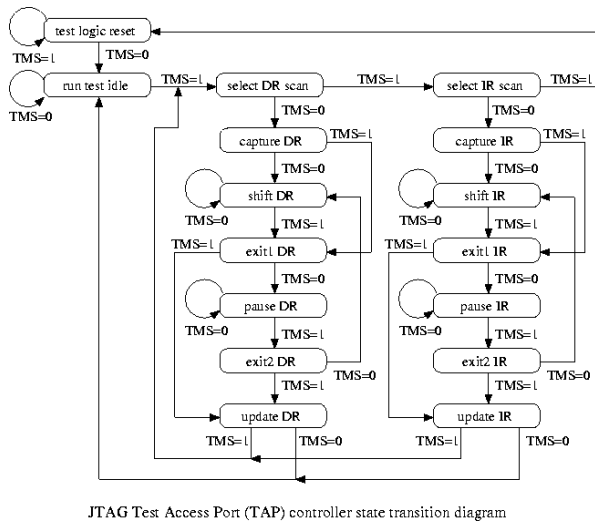 test logic reset
TMS=1 TMS=0
run test idle TMS=1 select DR scan TMS=1 select IR scan TMS=1
TMS=0 TMS=0 TMS=0
capture DR TMS=1 capture IR TMS=1
TMS=0 TMS=0
shift DR shift IR
TMS=0 TMS=1 TMS=0 TMS=1
TMS=1 exit1 DR TMS=1 exit1 IR
TMS=0 TMS=0
pause DR pause IR
TMS=0 TMS=1 TMS=0 TMS=1
exit2 DR TMS=0 exit2 IR TMS=0
TMS=1 TMS=1
update DR update IR
TMS=1 TMS=0 TMS=1 TMS=0
JTAG Test Access Port (TAP) controller state transition diagram